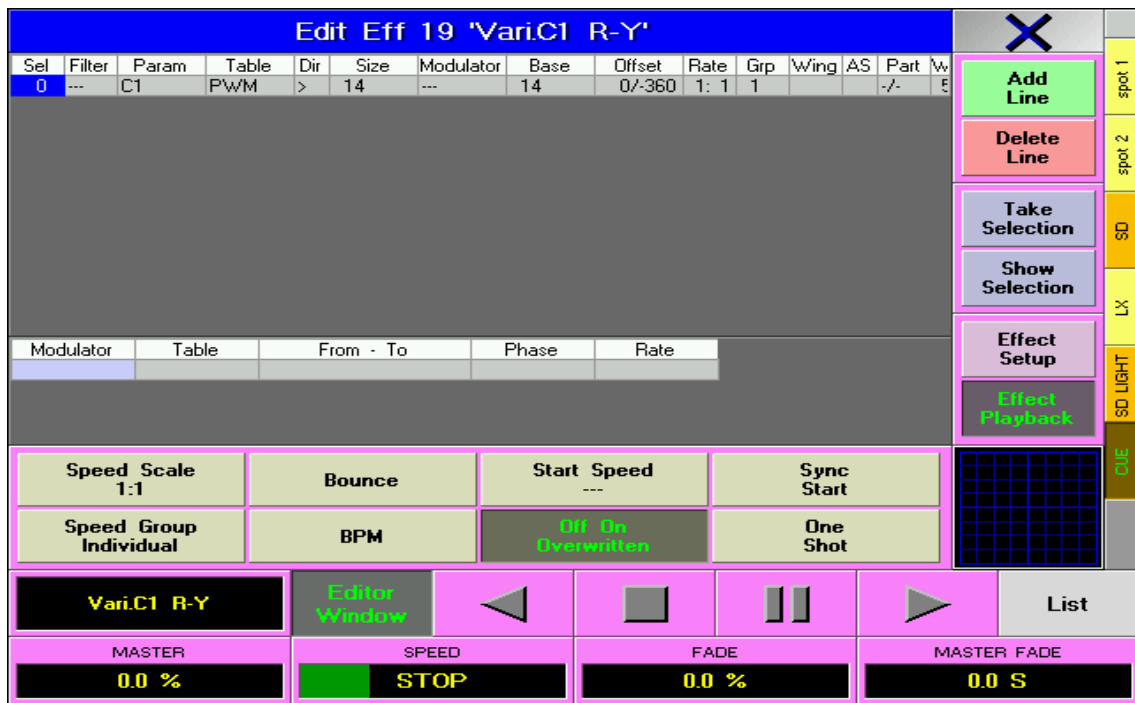 Edit Eff 19 'Vari.C1 R-Y'
Sel Filter Param Table Dir Size Modulator Base Offset Rate Grp Wing AS Part W
0 --- C1 PWM > 14 --- 14 0/-360 1: 1 1 -/- 5
Add
Line
Delete
Line
Take
Selection
Show
Selection
Effect
Setup
Effect
Playback
spot 1
spot 2
SD
LX
SD LIGHT
CUE
Modulator Table From - To Phase Rate
Speed Scale
1:1
Bounce
Start Speed
---
Sync
Start
Speed Group
Individual
BPM
Off On
Overwritten
One
Shot
Vari.C1 R-Y
Editor
Window
List
MASTER SPEED FADE MASTER FADE
0.0 % STOP 0.0 % 0.0 S